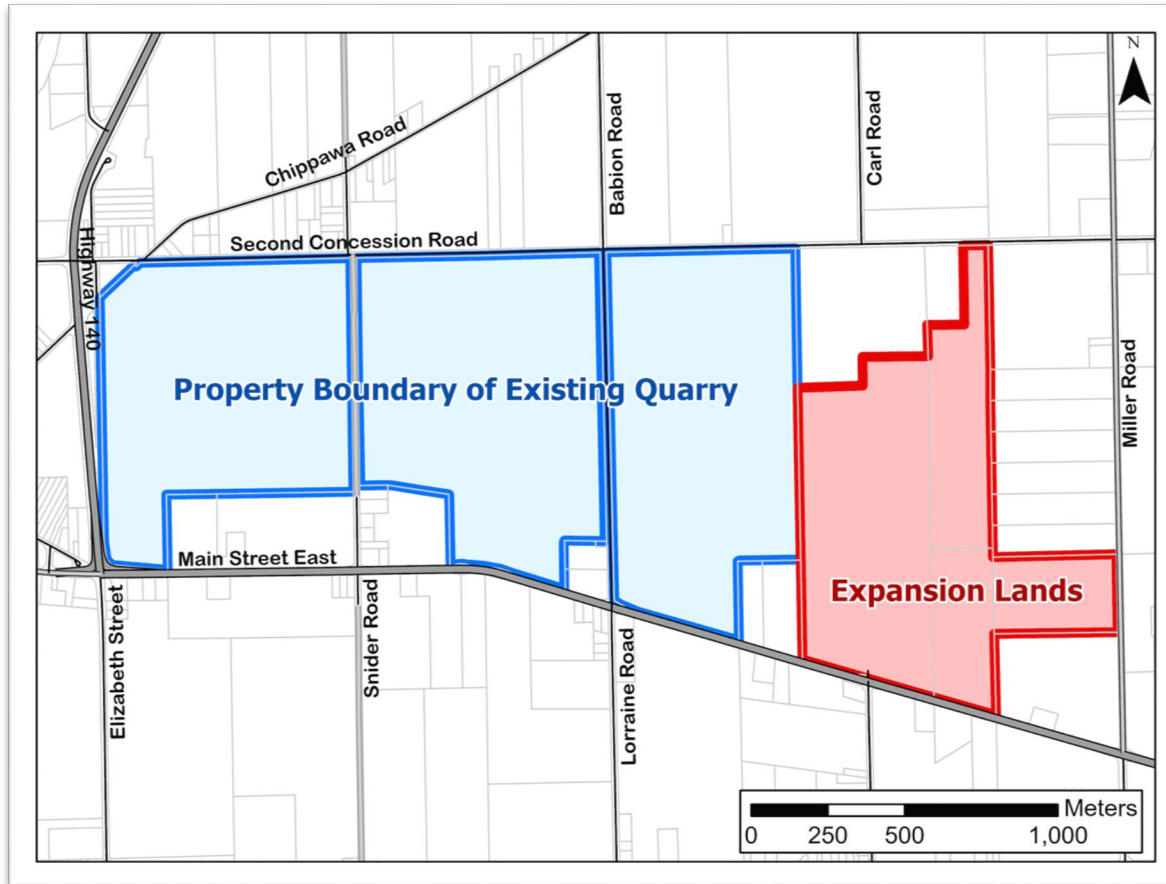 N
Chippawa Road
Babion Road
Carl Road
Second Concession Road
Highway 140
Property Boundary of Existing Quarry
Miller Road
Main Street East
Expansion Lands
Elizabeth Street
Snider Road
Lorraine Road
Meters
0 250 500 1,000